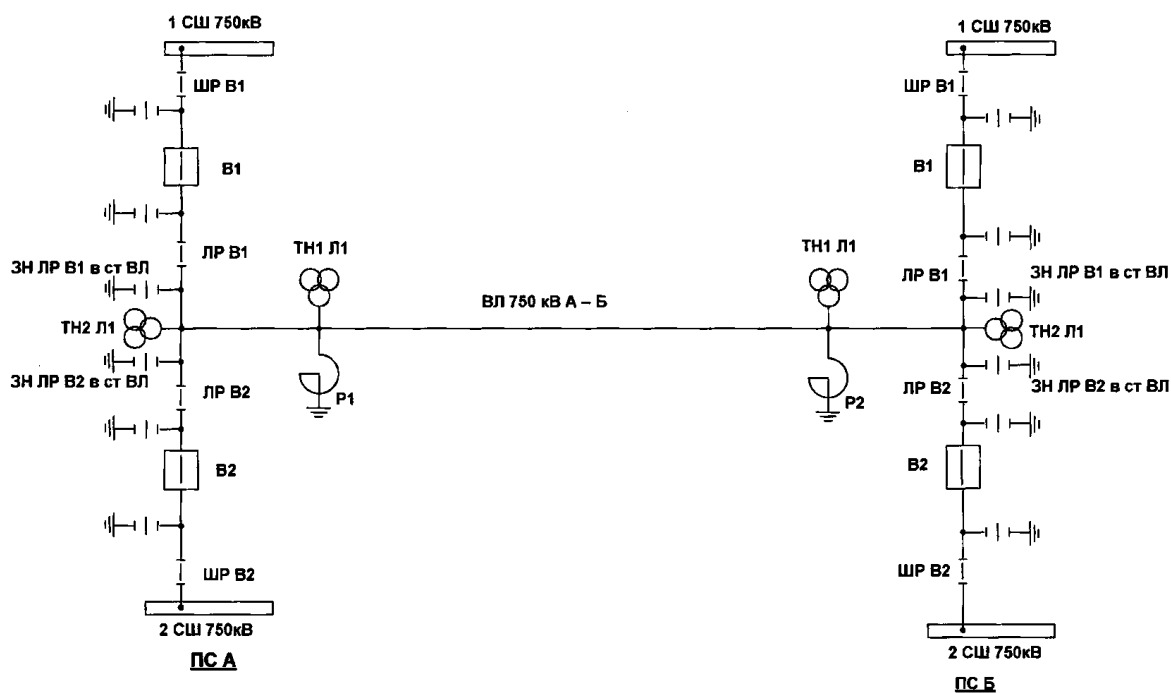 1 СШ 750кВ
ШР В1
В1
ЛР В1
ЗН ЛР В1 в ст ВЛ
ТН2 Л1
ЗН ЛР В2 в ст ВЛ
ЛР В2
В2
ШР В2
2 СШ 750кВ
ПС А
ТН1 Л1
Р1
ВЛ 750 кВ А – Б
ТН1 Л1
Р2
1 СШ 750кВ
ШР В1
В1
ЛР В1
ЗН ЛР В1 в ст ВЛ
ТН2 Л1
ЛР В2
ЗН ЛР В2 в ст ВЛ
В2
ШР В2
2 СШ 750кВ
ПС Б